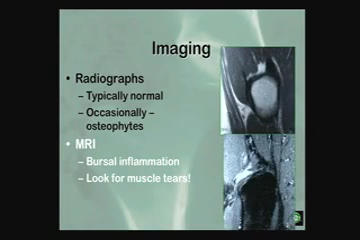 Imaging
• Radiographs
– Typically normal
– Occasionally –
osteophytes
• MRI
– Bursal inflammation
– Look for muscle tears!